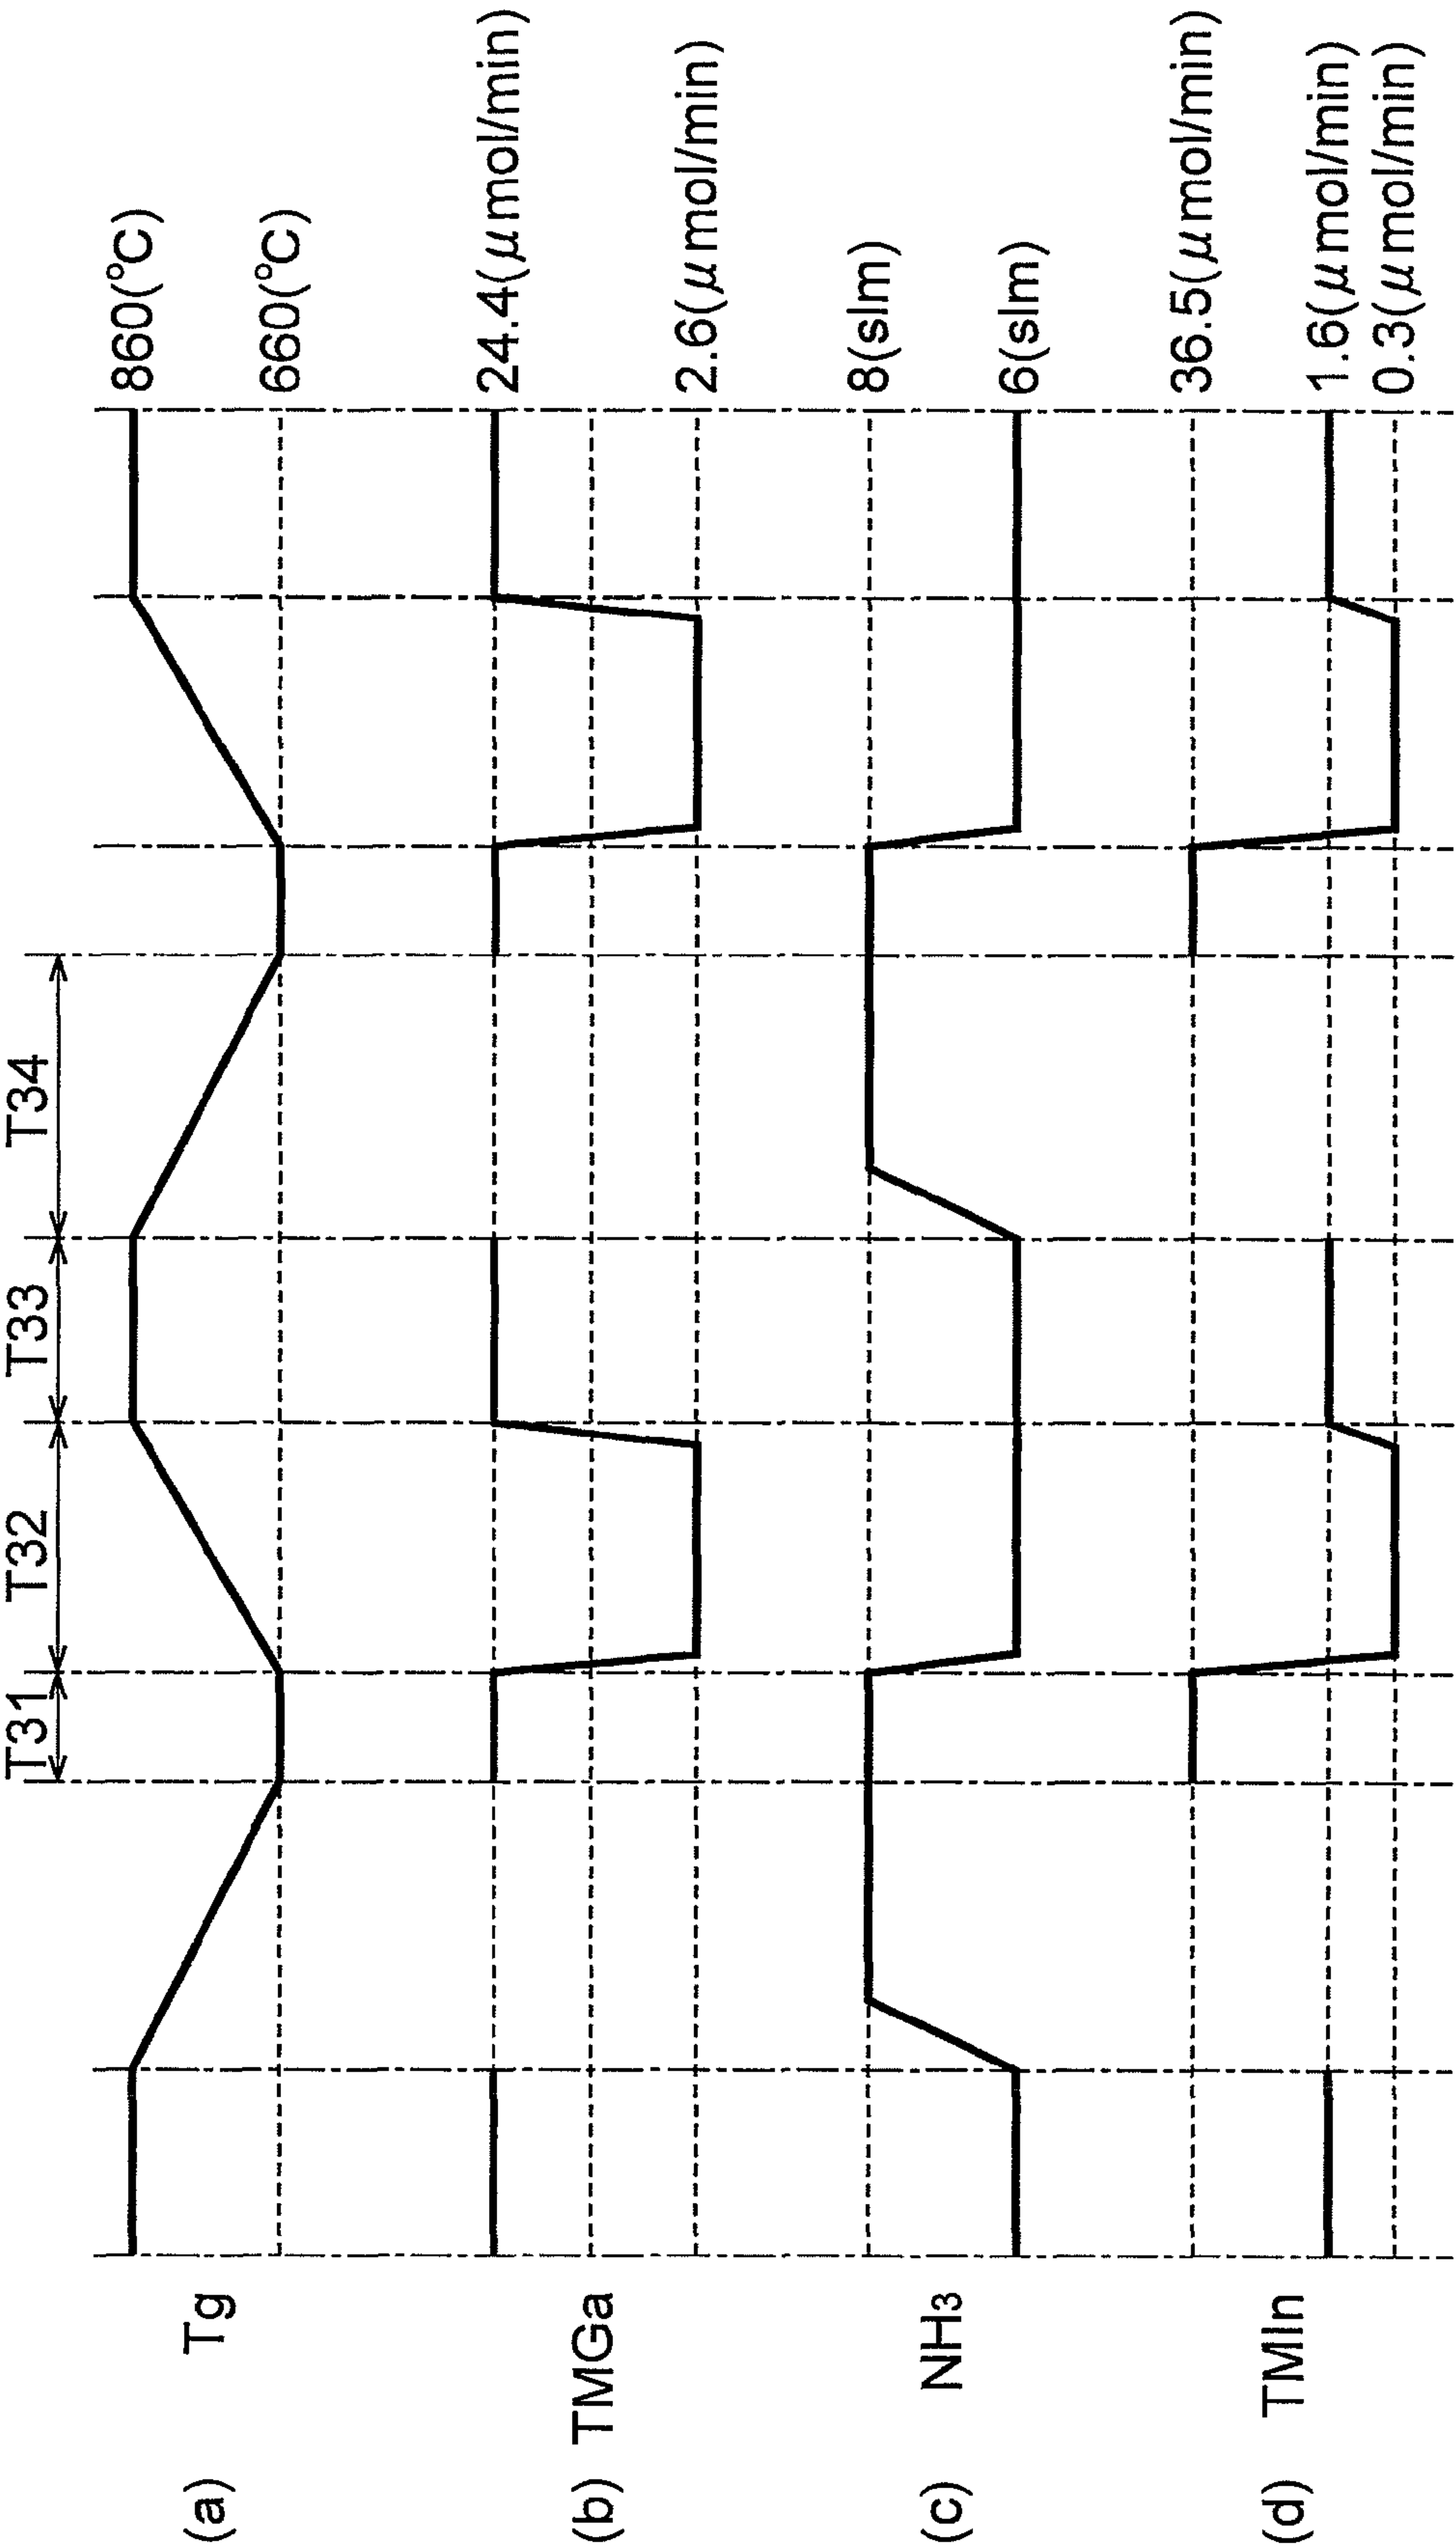 T31
T32
T33
T34
(a)
Tg
860(°C)
660(°C)
(b)
TMGa
24.4(μmol/min)
2.6(μmol/min)
(c)
NH3
8(slm)
6(slm)
(d)
TMIn
36.5(μmol/min)
1.6(μmol/min)
0.3(μmol/min)